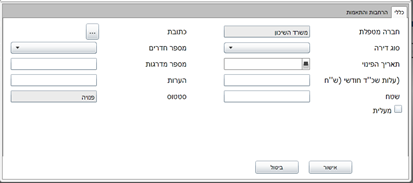 כללי הרחבות והתאמות
חברה מטפלת משרד השיכון כתובת ...
סוג דירה מספר חדרים
תאריך הפינוי מספר מדרגות
(עלות שכ"ד חודשי (ש"ח הערות
שטח סטטוס פנויה
מעלית
אישור ביטול